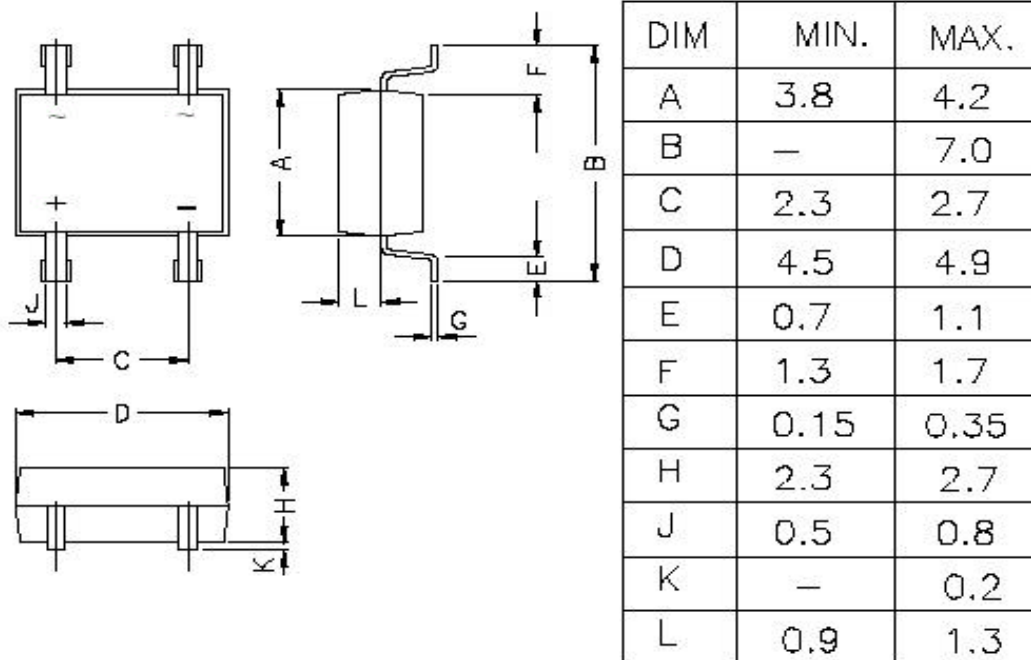 ~ ~
+ −
J
C
A
L
G
F
E
B
D
H
K
DIM MIN. MAX.
A 3.8 4.2
B – 7.0
C 2.3 2.7
D 4.5 4.9
E 0.7 1.1
F 1.3 1.7
G 0.15 0.35
H 2.3 2.7
J 0.5 0.8
K – 0.2
L 0.9 1.3